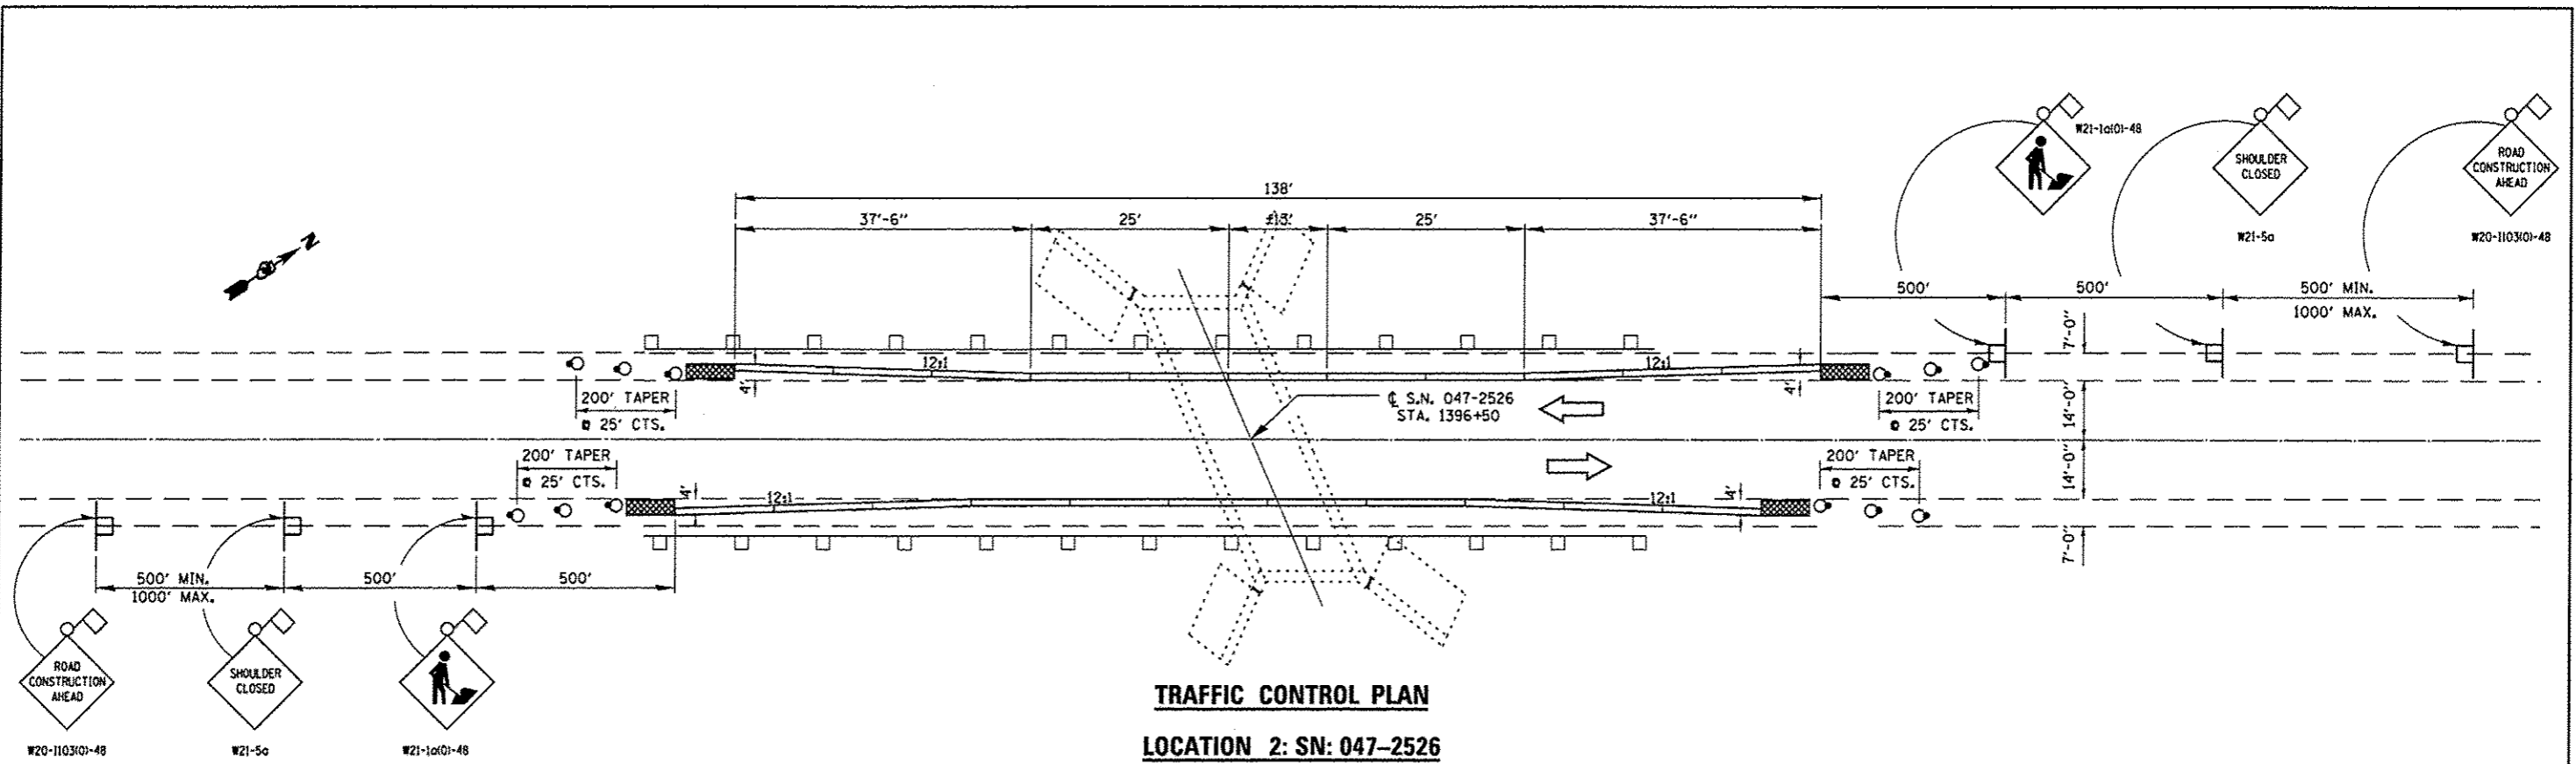 W21-1a(O)-48
SHOULDER
CLOSED
ROAD
CONSTRUCTION
AHEAD
W21-5a
W20-1103(O)-48
138'
37'-6" 25' ±13' 25' 37'-6"
N
500' 500' 500' MIN.
1000' MAX.
7'-0"
12:1 12:1
4' 4'
200' TAPER
@ 25' CTS.
℄ S.N. 047-2526
STA. 1396+50
200' TAPER
@ 25' CTS.
14'-0"
200' TAPER
@ 25' CTS.
200' TAPER
@ 25' CTS.
14'-0"
4' 12:1 12:1 4'
7'-0"
500' MIN. 500' 500'
1000' MAX.
ROAD
CONSTRUCTION
AHEAD
SHOULDER
CLOSED
W20-1103(O)-48 W21-5a W21-1a(O)-48
TRAFFIC CONTROL PLAN
LOCATION 2: SN: 047-2526